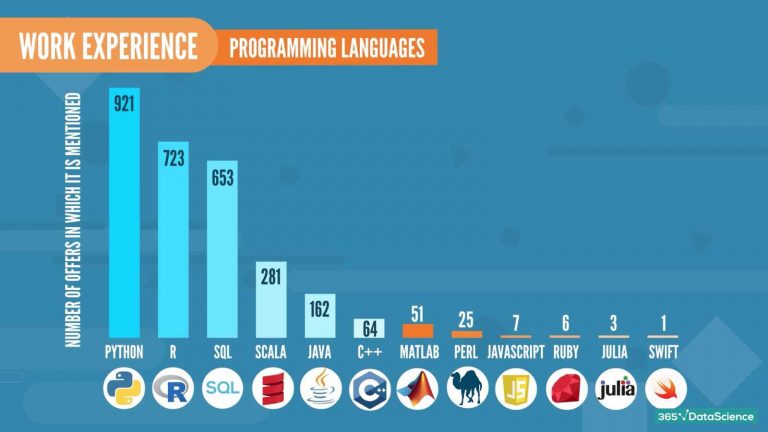 WORK EXPERIENCE
PROGRAMMING LANGUAGES
NUMBER OF OFFERS IN WHICH IT IS MENTIONED
921
723
653
281
162
64
51
25
7
6
3
1
PYTHON R SQL SCALA JAVA C++ MATLAB PERL JAVASCRIPT RUBY JULIA SWIFT
R SQL Java C++ JS julia
365 DataScience